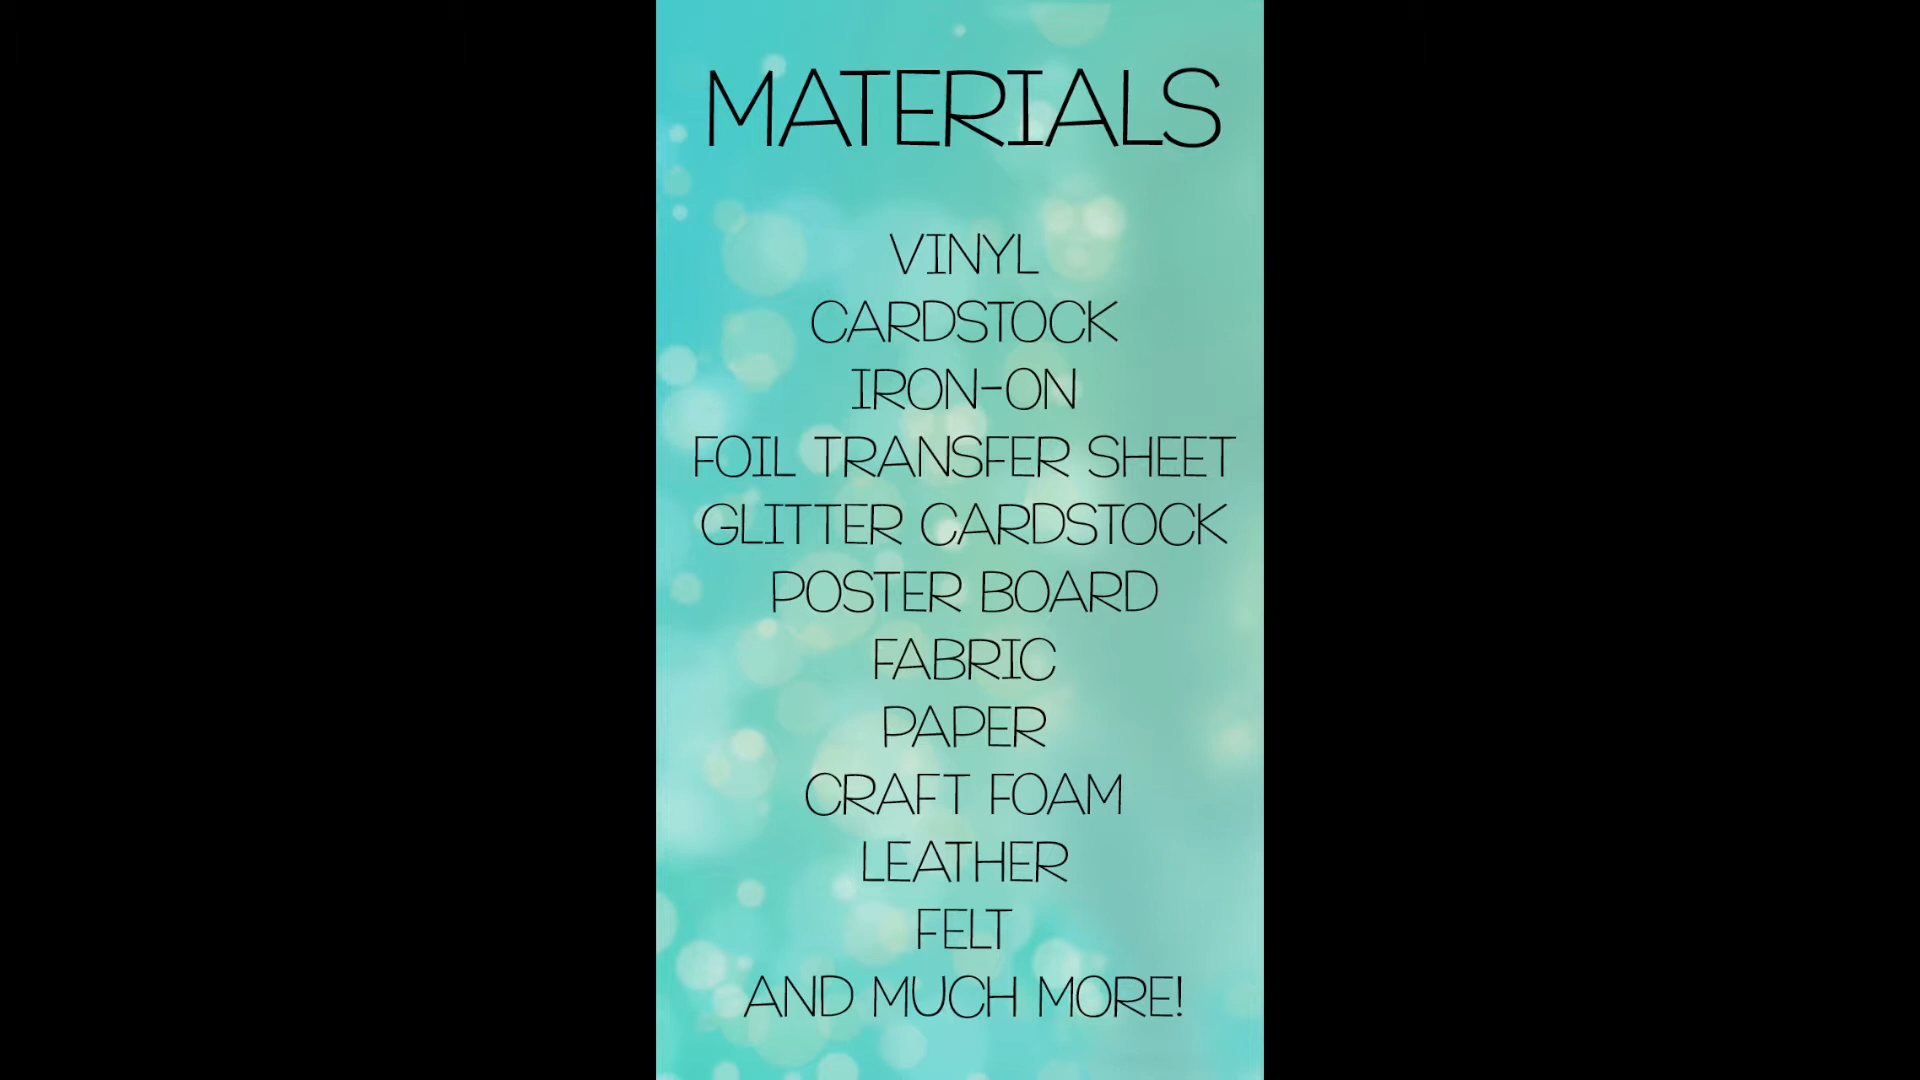 MATERIALS
VINYL
CARDSTOCK
IRON-ON
FOIL TRANSFER SHEET
GLITTER CARDSTOCK
POSTER BOARD
FABRIC
PAPER
CRAFT FOAM
LEATHER
FELT
AND MUCH MORE!